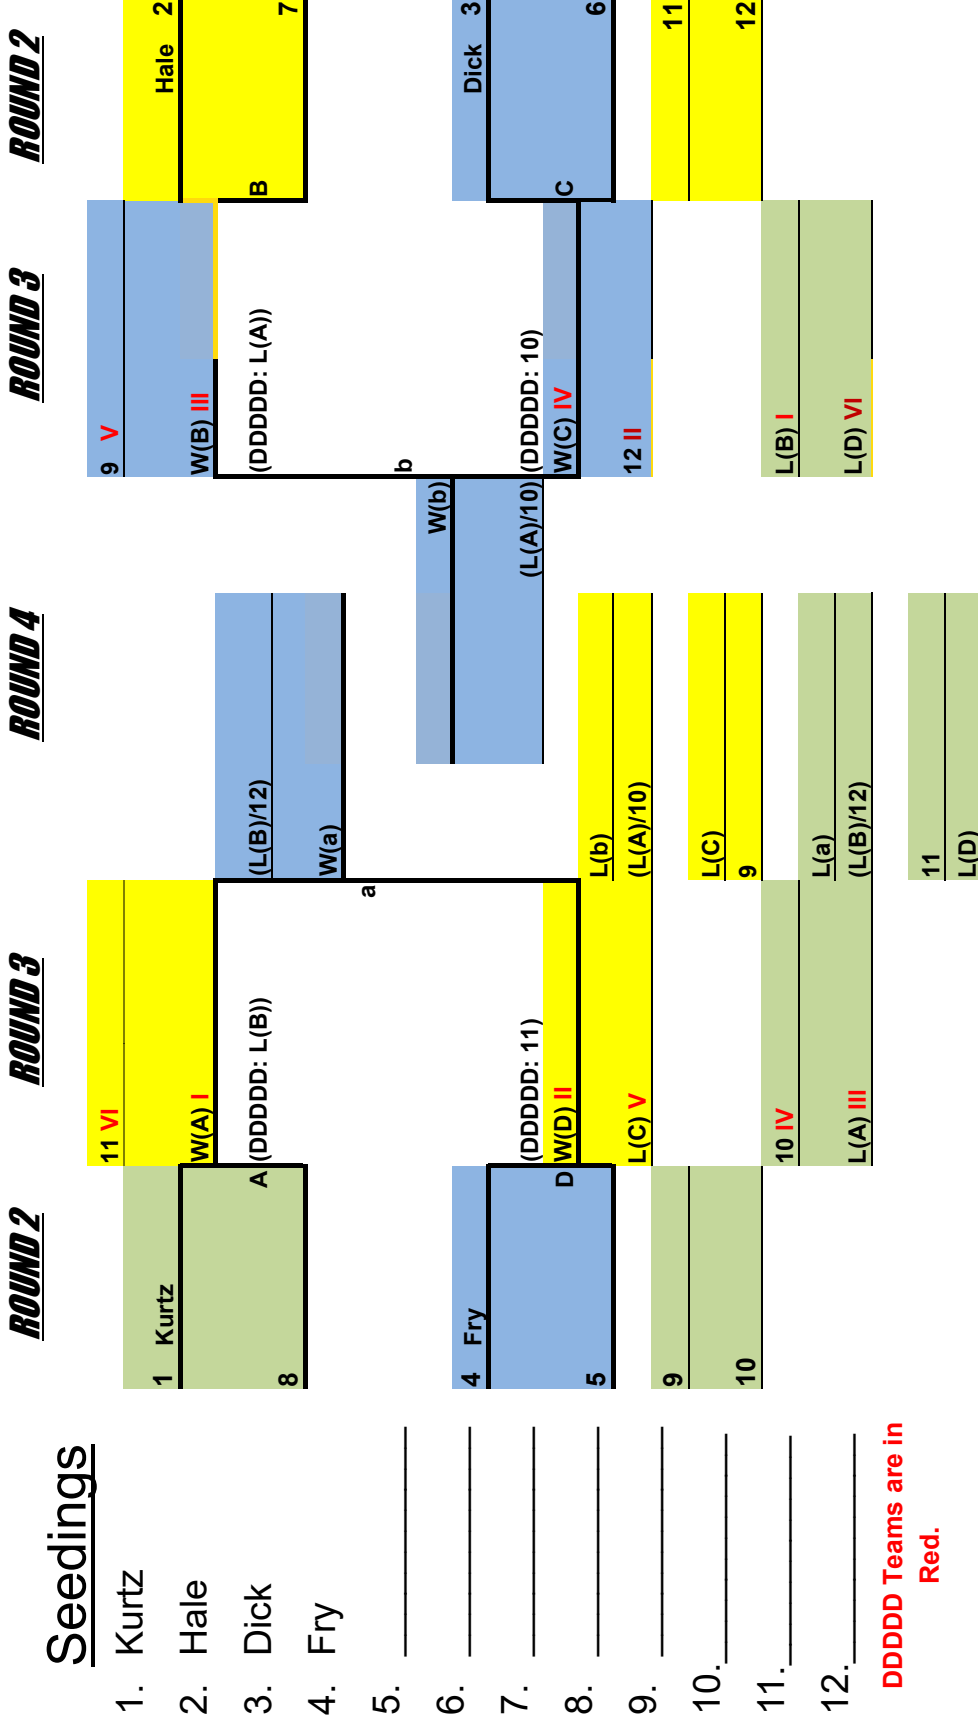 ROUND 2
ROUND 3
ROUND 4
ROUND 3
ROUND 2
Seedings
1. Kurtz
2. Hale
3. Dick
4. Fry
5.
6.
7.
8.
9.
10.
11.
12.
DDDDD Teams are in
Red.
1 Kurtz
8
A
4 Fry
5
D
9
10
11 VI
W(A) I
(DDDDD: L(B))
(DDDDD: 11)
W(D) II
L(C) V
10 IV
L(A) III
a
(L(B)/12)
W(a)
W(b)
(L(A)/10)
L(b)
(L(A)/10)
L(C)
9
L(a)
(L(B)/12)
11
L(D)
9 V
W(B) III
(DDDDD: L(A))
b
(DDDDD: 10)
W(C) IV
12 II
L(B) I
L(D) VI
Hale 2
B
7
Dick 3
C
6
11
12